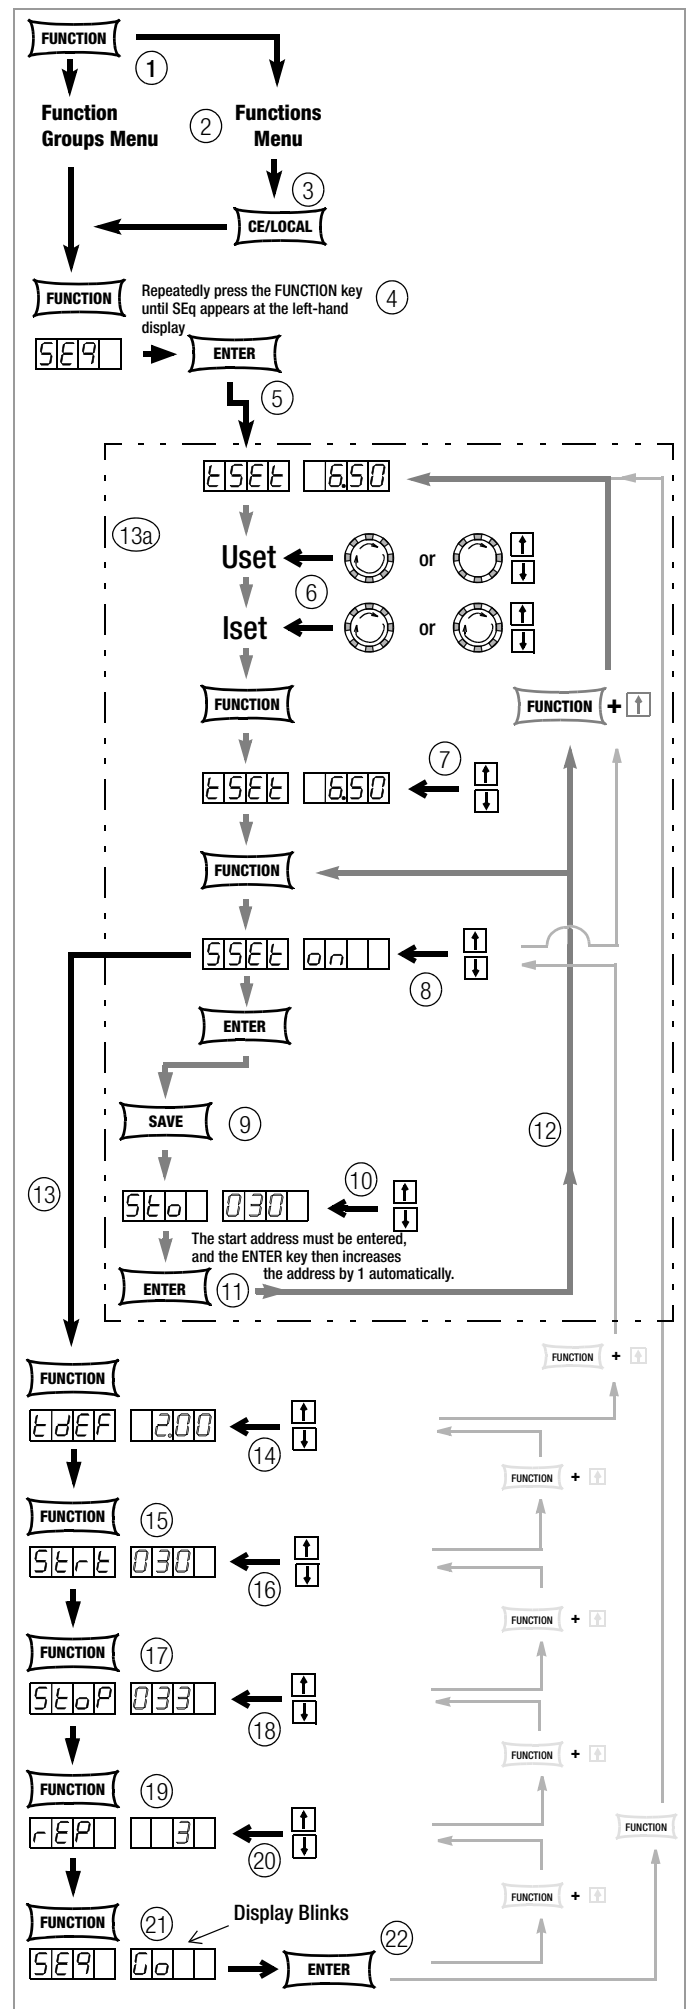 FUNCTION
1
Function
Groups Menu
2
Functions
Menu
3
CE/LOCAL
FUNCTION
Repeatedly press the FUNCTION key
until SEq appears at the left-hand
display
4
SEq
ENTER
5
tSEt 6.50
13a
Uset
or
6
Iset
or
FUNCTION
FUNCTION +
7
tSEt 6.50
FUNCTION
SSEt on
8
ENTER
SAVE
9
12
13
10
Sto 030
The start address must be entered,
and the ENTER key then increases
the address by 1 automatically.
ENTER
11
FUNCTION +
FUNCTION
tdEF 2.00
14
FUNCTION +
FUNCTION
15
Strt 030
16
FUNCTION +
FUNCTION
17
StoP 033
18
FUNCTION +
FUNCTION
19
rEP 3
20
FUNCTION
FUNCTION +
FUNCTION
21
Display Blinks
22
SEq Go
ENTER